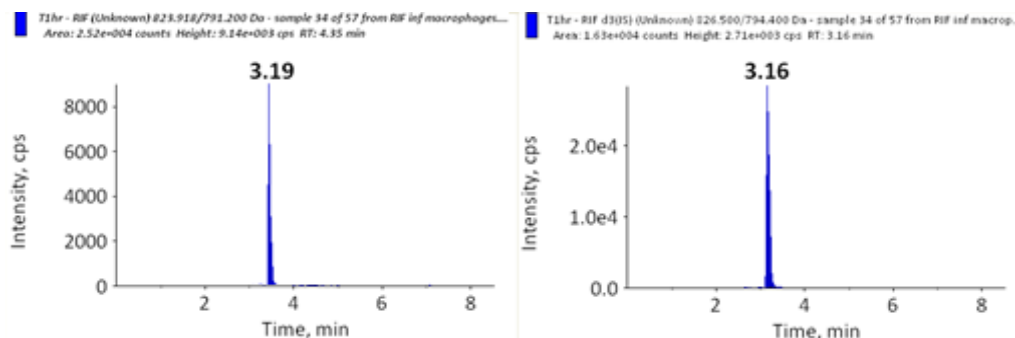 T1hr - RIF (Unknown) 823.918/791.200 Da - sample 34 of 57 from RIF inf macrophages....
Area: 2.52e+004 counts Height: 9.14e+003 cps RT: 4.35 min
3.19
8000
6000
4000
2000
0
Intensity, cps
2 4 6 8
Time, min
T1hr - RIF d3(IS) (Unknown) 826.500/794.400 Da - sample 34 of 57 from RIF inf macrop.
Area: 1.63e+004 counts Height: 2.71e+003 cps RT: 3.16 min
3.16
2.0e4
1.0e4
0.0
Intensity, cps
2 4 6 8
Time, min